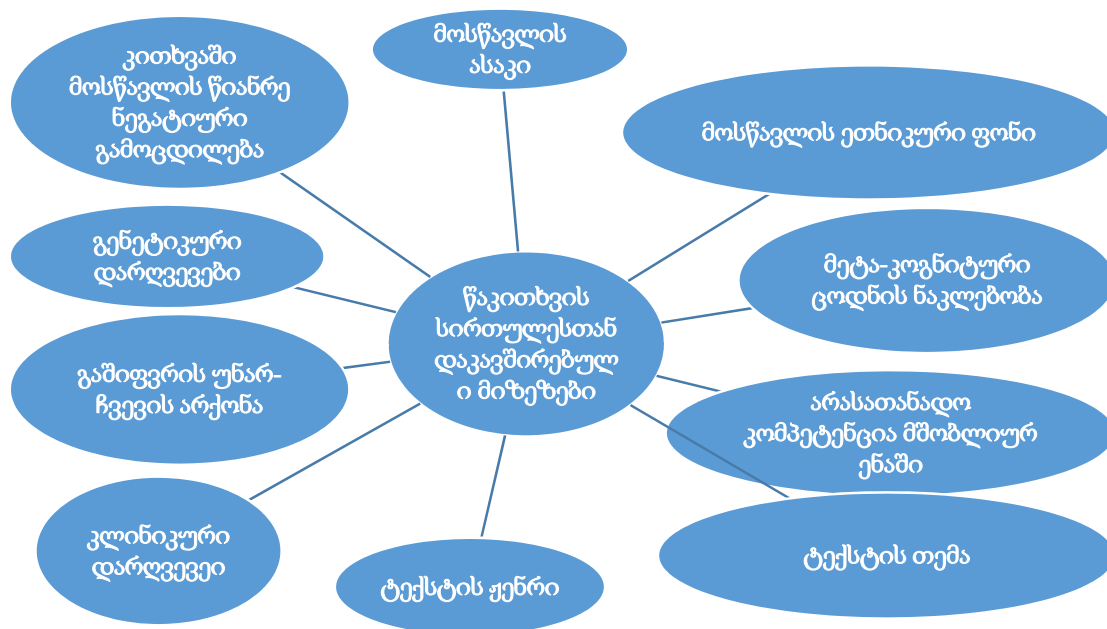 კითხვაში
მოსწავლის წიანრე
ნეგატიური
გამოცდილება
მოსწავლის
ასაკი
მოსწავლის ეთნიკური ფონი
გენეტიკური
დარღვევები
მეტა-კოგნიტური
ცოდნის ნაკლებობა
წაკითხვის
სირთულესთან
დაკავშირებულ
ი მიზეზები
გაშიფვრის უნარ-
ჩვევის არქონა
არასათანადო
კომპეტენცია მშობლიურ
ენაში
კლინიკური
დარღვევეი
ტექსტის ჟენრი
ტექსტის თემა